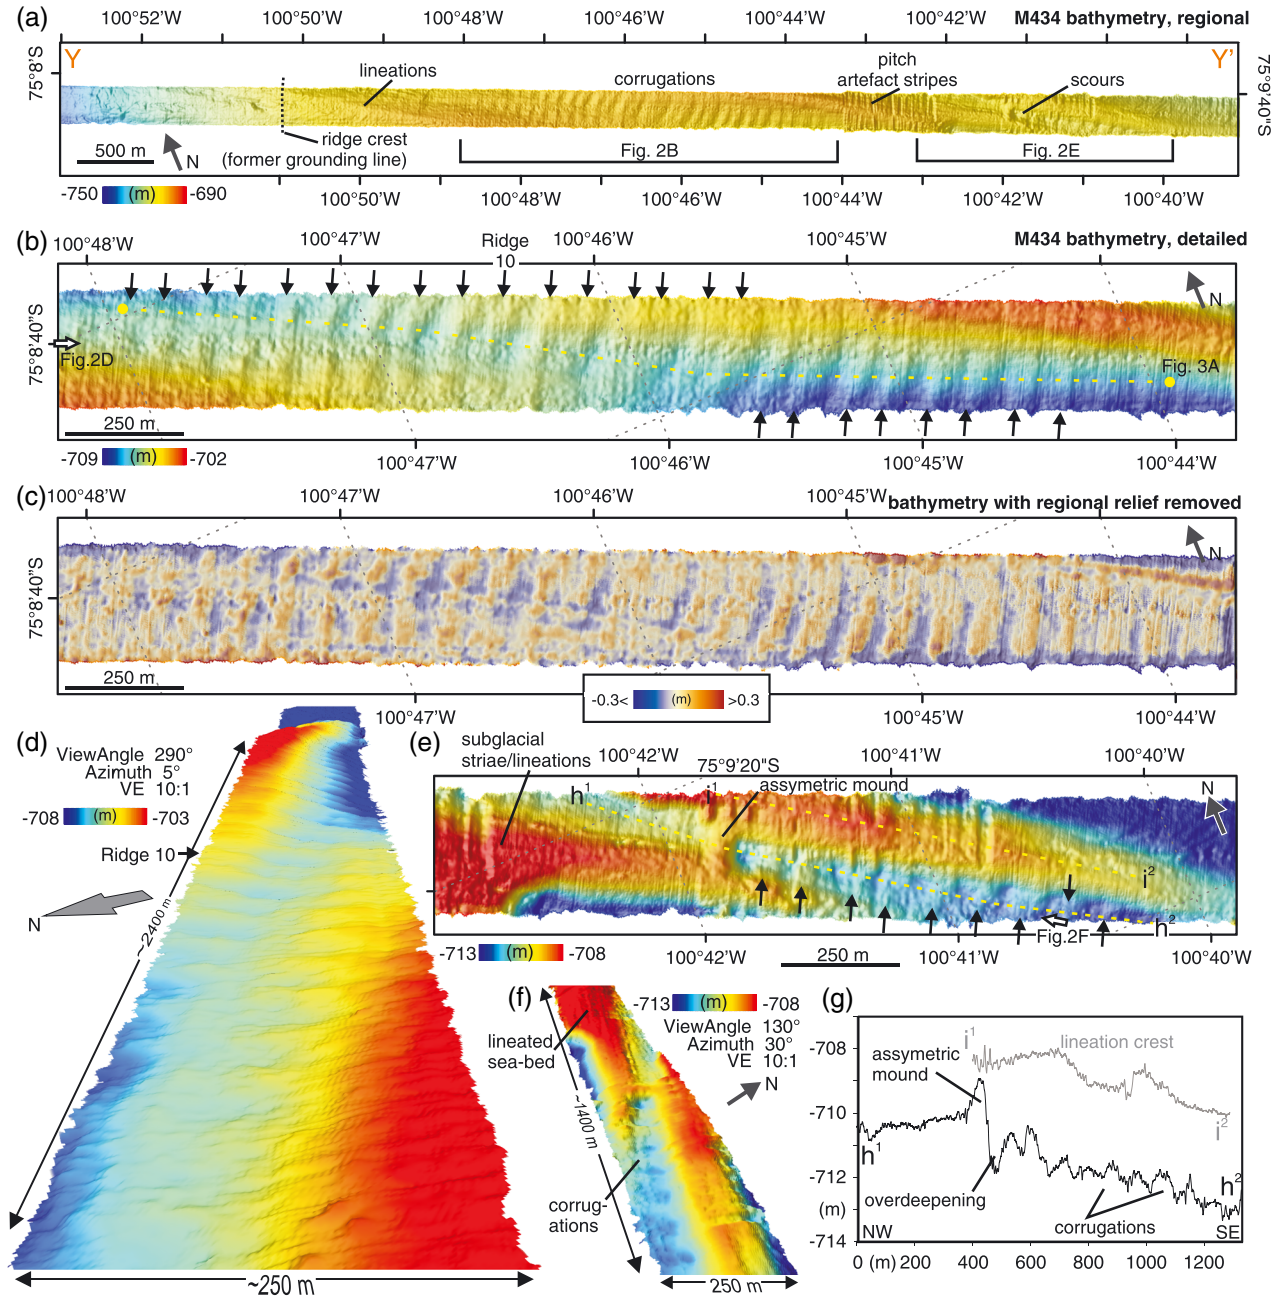 (a)
100°52'W 100°50'W 100°48'W 100°46'W 100°44'W 100°42'W M434 bathymetry, regional
75°8'S
Y
Y'
75°9'40"S
lineations
corrugations
pitch
artefact stripes
scours
ridge crest
(former grounding line)
500 m
N
Fig. 2B
Fig. 2E
-750 (m) -690
100°50'W 100°48'W 100°46'W 100°44'W 100°42'W 100°40'W
(b)
100°48'W 100°47'W Ridge 100°46'W 100°45'W M434 bathymetry, detailed
10
N
75°8'40"S
Fig.2D
Fig. 3A
250 m
-709 (m) -702
100°47'W 100°46'W 100°45'W 100°44'W
(c)
100°48'W 100°47'W 100°46'W 100°45'W bathymetry with regional relief removed
N
75°8'40"S
250 m
-0.3< (m) >0.3
100°47'W 100°45'W 100°44'W
(d)
ViewAngle 290°
Azimuth 5°
VE 10:1
-708 (m) -703
Ridge 10
N
~2400 m
~250 m
(e)
subglacial
striae/lineations
100°42'W 100°41'W 100°40'W
75°9'20"S
assymetric mound
h1
i1
N
i2
h2
Fig.2F
-713 (m) -708
100°42'W 100°41'W 100°40'W
250 m
(f)
-713 (m) -708
ViewAngle 130°
Azimuth 30°
VE 10:1
N
lineated
sea-bed
~1400 m
corrug-
ations
250 m
(g)
-708
-710
-712
(m)
-714
i1
lineation crest
assymetric
mound
i2
h1
h2
overdeepening
corrugations
NW
SE
0 (m) 200 400 600 800 1000 1200